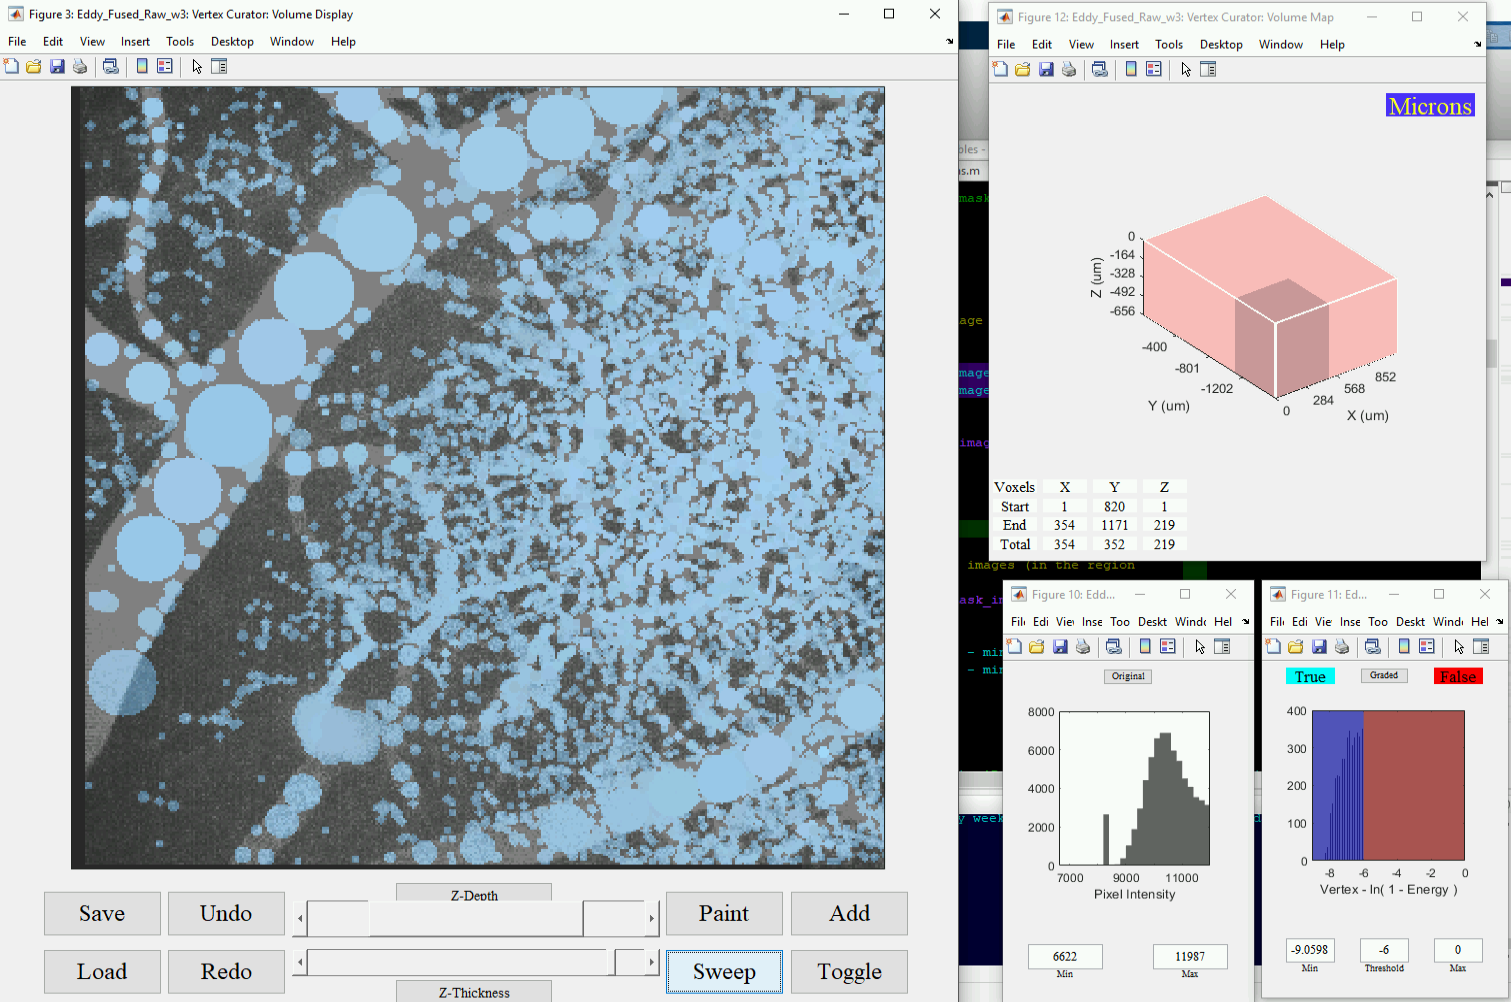 Figure 3: Eddy_Fused_Raw_w3: Vertex Curator: Volume Display
File Edit View Insert Tools Desktop Window Help
Z-Depth
Save Undo Paint Add
Load Redo Sweep Toggle
Z-Thickness
Figure 12: Eddy_Fused_Raw_w3: Vertex Curator: Volume Map
File Edit View Insert Tools Desktop Window Help
Microns
0
-164
-328
-492
-656
Z (um)
-400
-801
-1202
Y (um)
0 284 568 852
X (um)
Voxels X Y Z
Start 1 820 1
End 354 1171 219
Total 354 352 219
images (in the region
Figure 10: Edd...
Fil Edi Viev Inse Too Deskt Windc Hel
Original
8000
6000
4000
2000
0
7000 9000 11000
Pixel Intensity
6622 11987
Min Max
Figure 11: Ed...
Fil Edi Vie Inse Too Deskt Wind Hel
True Graded False
400
300
200
100
0
-8 -6 -4 -2 0
Vertex - ln( 1 - Energy )
-9.0598 -6 0
Min Threshold Max